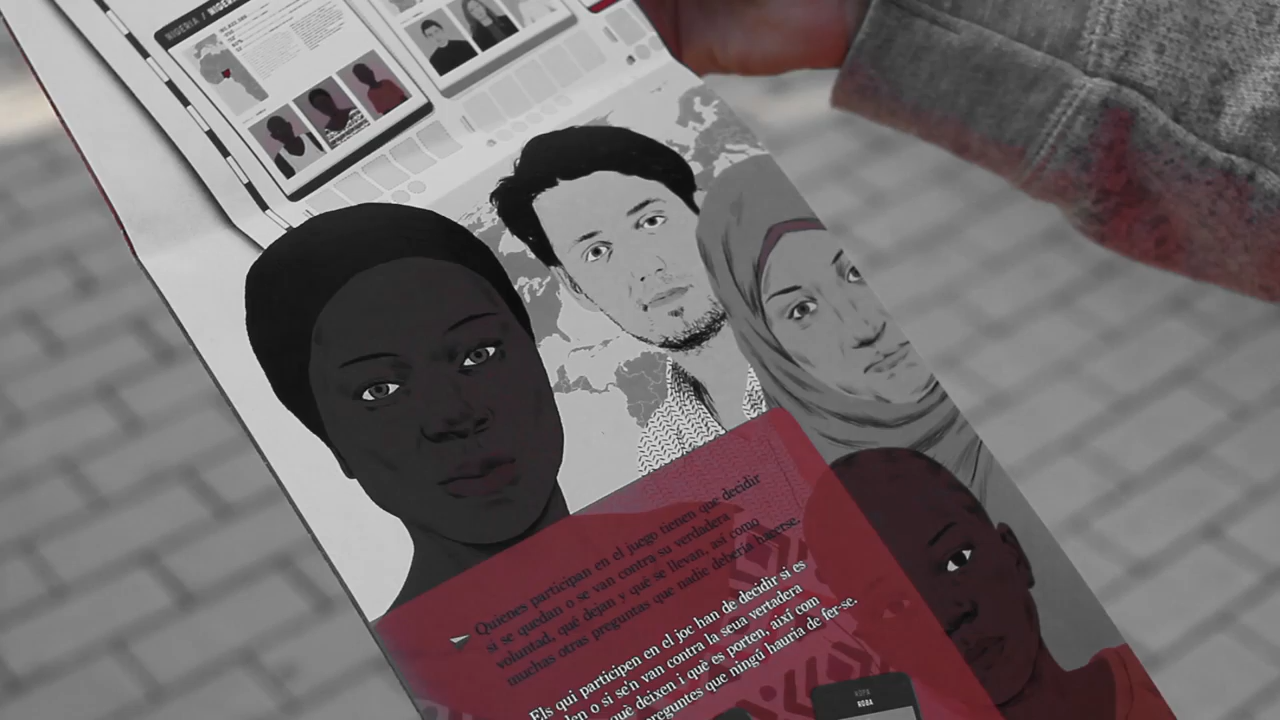 NIGERIA / NIGERIA
Quienes participan en el juego tienen que decidir
si se quedan o se van contra su verdadera
voluntad, qué dejan y qué se llevan, así como
muchas otras preguntas que nadie debería hacerse.
Els qui participen en el joc han de decidir si es
o si se'n van contra la seua vertadera
què deixen i què es porten, així com
preguntes que ningú hauria de fer-se.
ROPA
ROBA